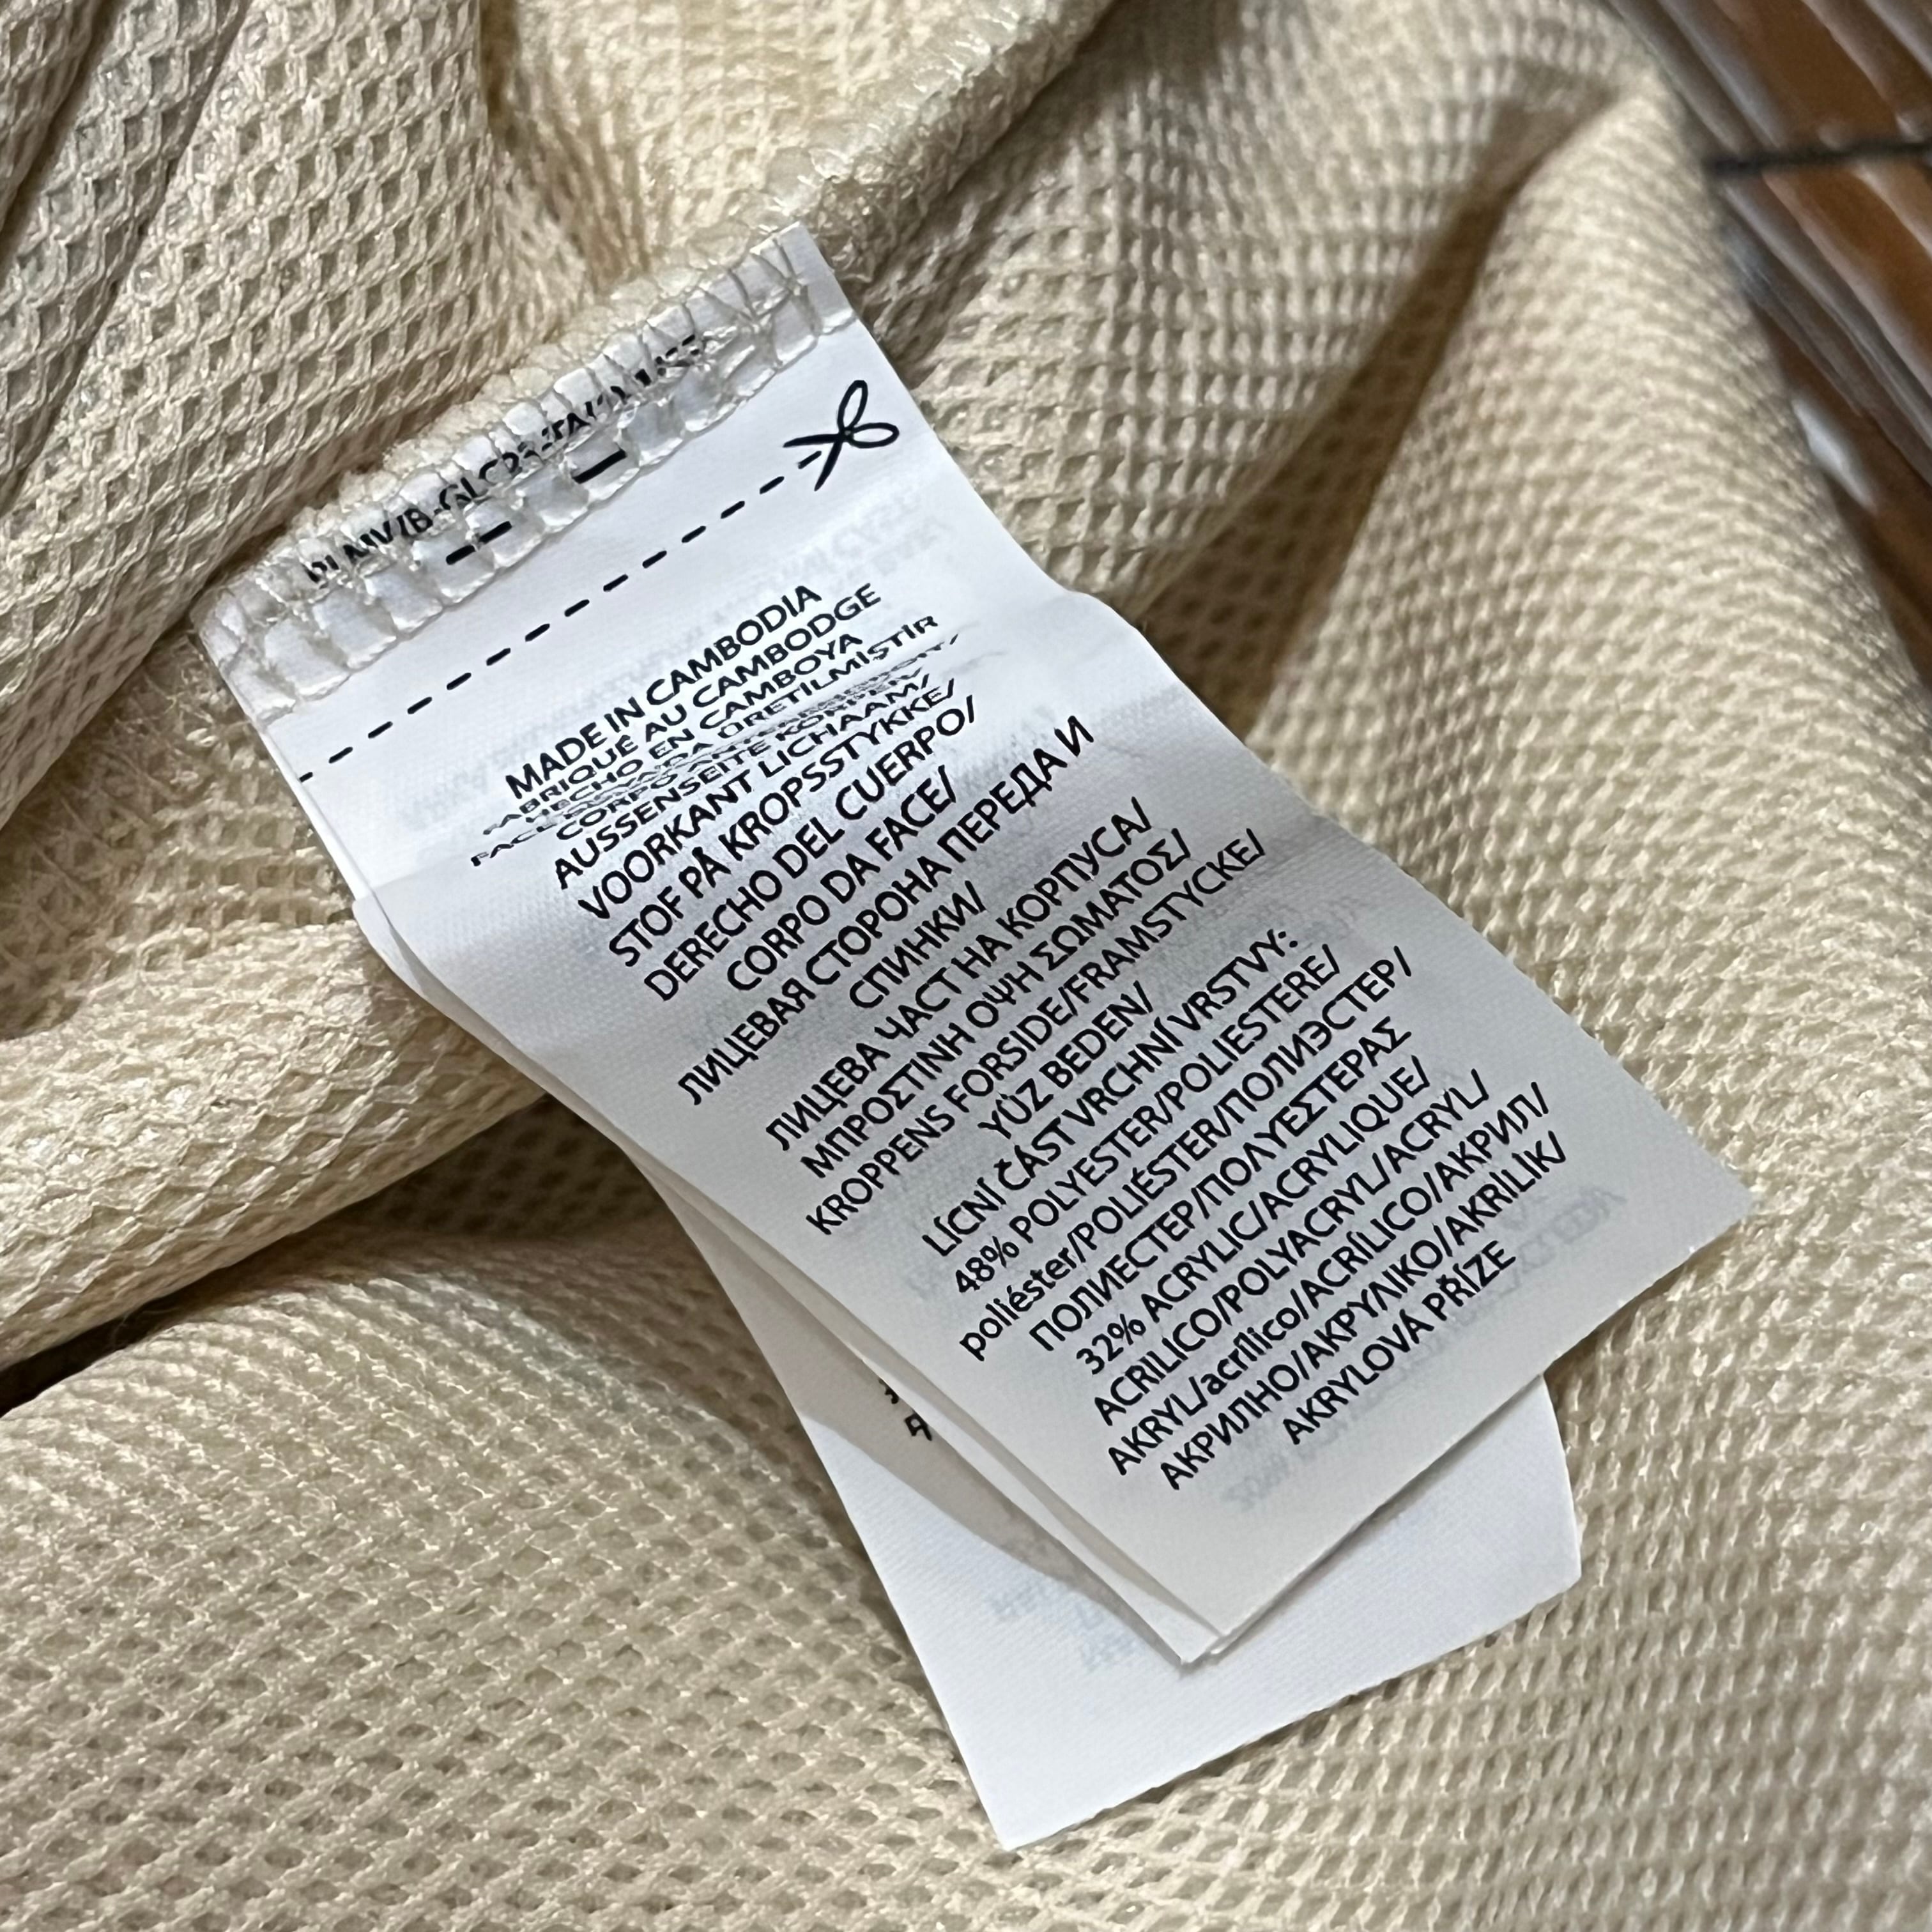 MADE IN CAMBODIA
FABRIQUÉ AU CAMBODGE
HECHO EN CAMBOYA
ÜRETİLMİŞTİR
AUSSENSEITE KÖRPER/
VOORKANT LICHAAM/
STOF PÅ KROPSSTYKKE/
DERECHO DEL CUERPO/
CORPO DA FACE/
ЛИЦЕВАЯ СТОРОНА ПЕРЕДА И
СПИНКИ/
ЛИЦЕВА ЧАСТ НА КОРПУСА/
ΜΠΡΟΣΤΙΝΗ ΟΨΗ ΣΩΜΑΤΟΣ/
KROPPENS FORSIDE/FRAMSTYCKE/
YÜZ BEDEN/
LÍCNÍ ČÁST VRCHNÍ VRSTVY:
48% POLYESTER/POLIESTERE/
poliéster/POLIÉSTER/ПОЛИЭСТЕР/
ПОЛИЕСТЕР/ΠΟΛΥΕΣΤΕΡΑΣ
32% ACRYLIC/ACRYLIQUE/
ACRILICO/POLYACRYL/ACRYL/
AKRYL/acrílico/ACRÍLICO/АКРИЛ/
АКРИЛНО/ΑΚΡΥΛΙΚΟ/AKRİLİK/
AKRYLOVÁ PŘÍZE